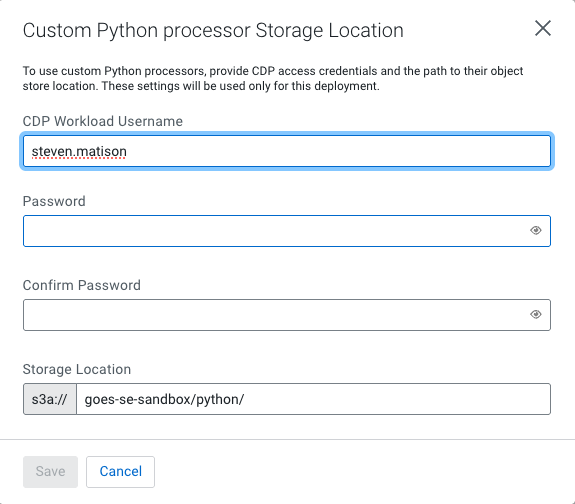 Custom Python processor Storage Location
To use custom Python processors, provide CDP access credentials and the path to their object
store location. These settings will be used only for this deployment.
CDP Workload Username
steven.matison
Password
Confirm Password
Storage Location
s3a:// goes-se-sandbox/python/
Save Cancel